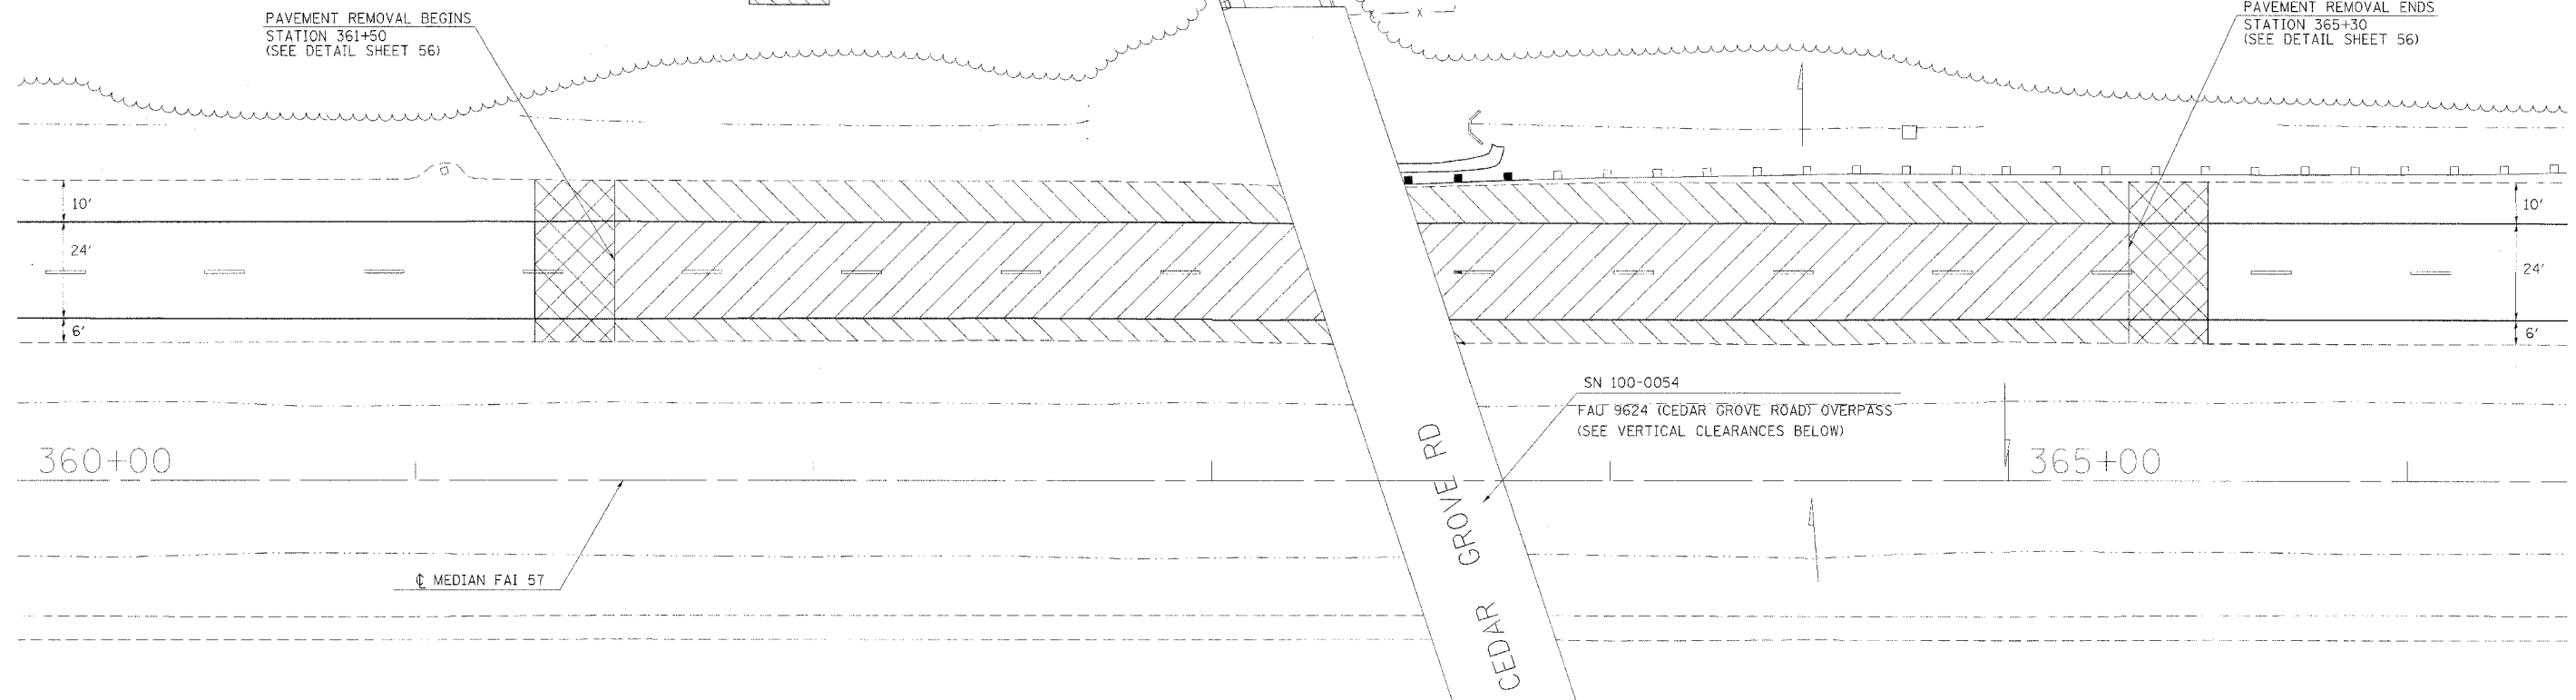 PAVEMENT REMOVAL BEGINS
STATION 361+50
(SEE DETAIL SHEET 56)
PAVEMENT REMOVAL ENDS
STATION 365+30
(SEE DETAIL SHEET 56)
X X
10'
24'
6'
10'
24'
6'
SN 100-0054
FAU 9624 (CEDAR GROVE ROAD) OVERPASS
(SEE VERTICAL CLEARANCES BELOW)
360+00
365+00
CEDAR GROVE RD
℄ MEDIAN FAI 57